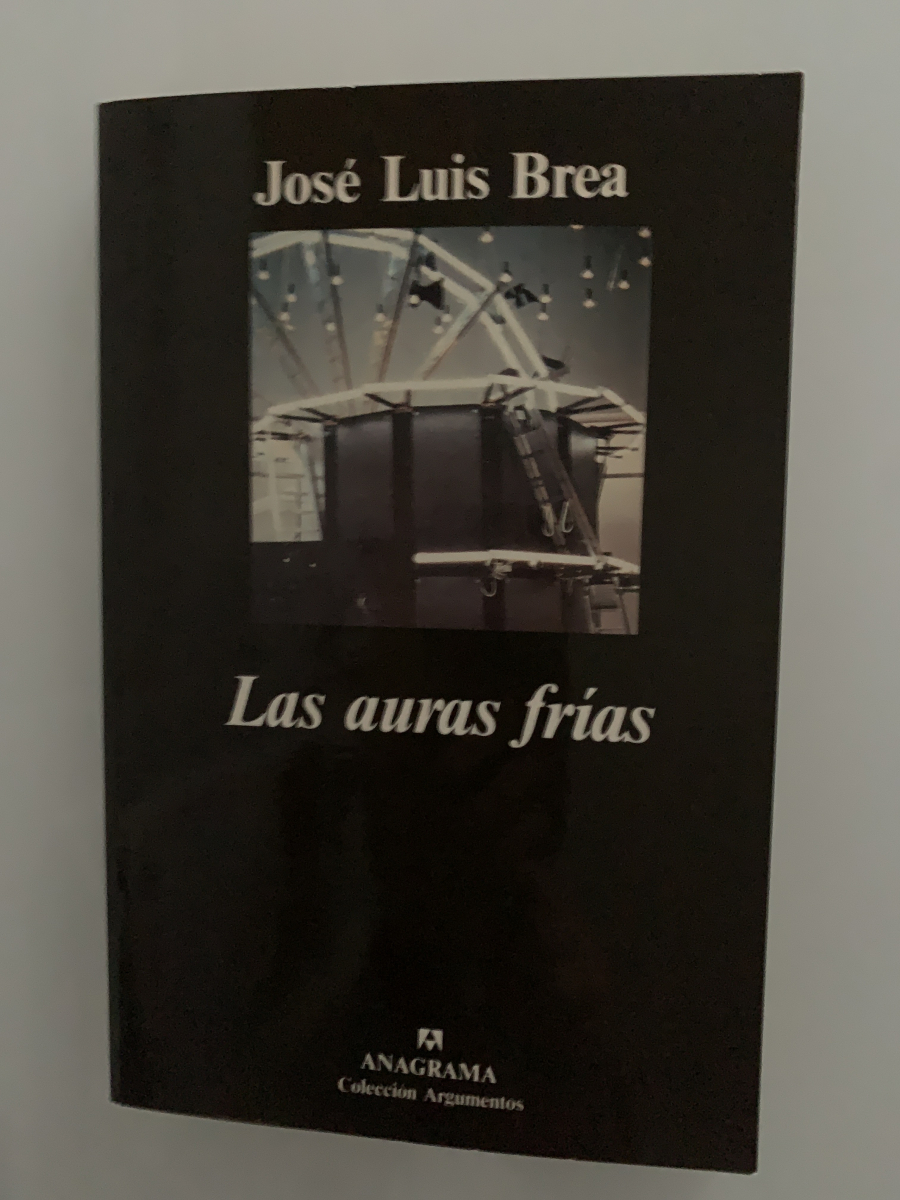 José Luis Brea
Las auras frías
ANAGRAMA
Colección Argumentos